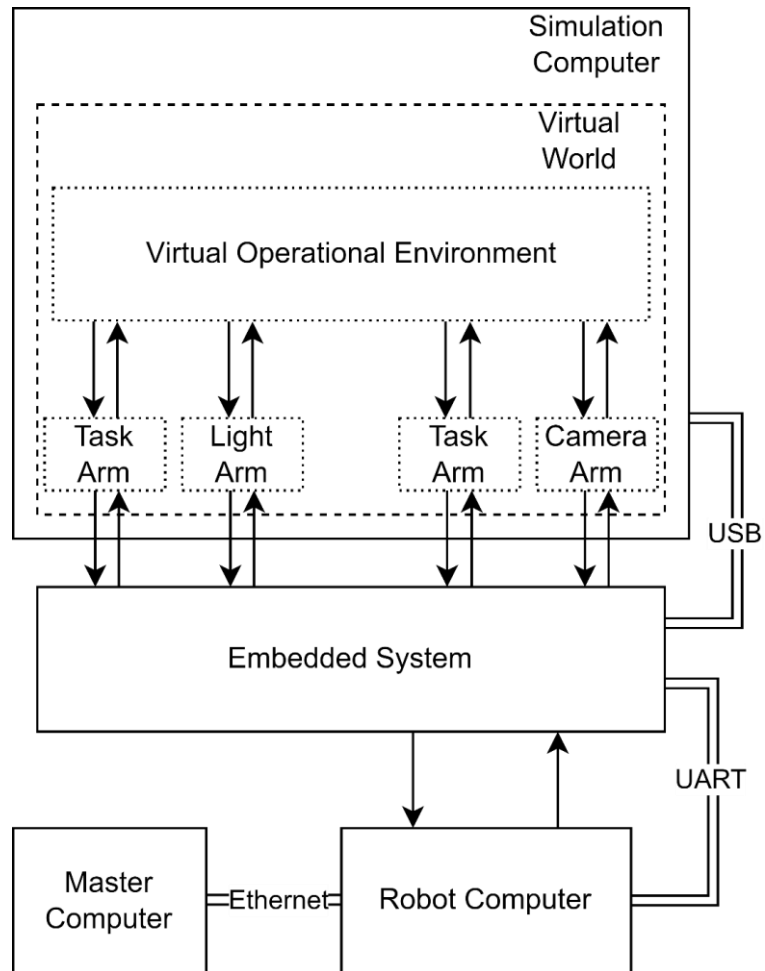 Simulation
Computer
Virtual
World
Virtual Operational Environment
Task
Arm
Light
Arm
Task
Arm
Camera
Arm
USB
Embedded System
UART
Master
Computer
Ethernet
Robot Computer